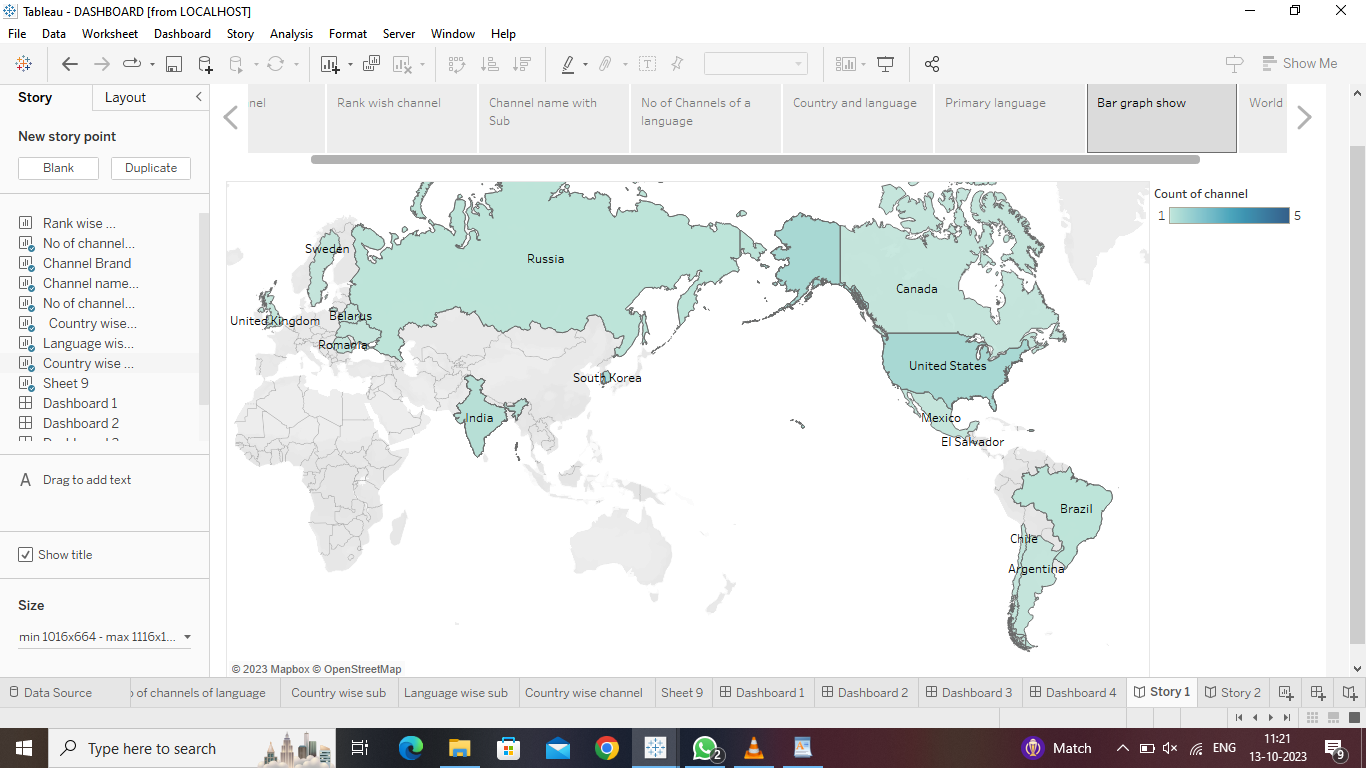 Tableau - DASHBOARD [from LOCALHOST]
File Data Worksheet Dashboard Story Analysis Format Server Window Help
Show Me
Story Layout
New story point
Blank Duplicate
nel
Rank wish channel
Channel name with
Sub
No of Channels of a
language
Country and language
Primary language
Bar graph show
World
Rank wise ...
No of channel...
Channel Brand
Channel name...
No of channel...
Country wise...
Language wis...
Country wise ...
Sheet 9
Dashboard 1
Dashboard 2
A Drag to add text
Show title
Size
min 1016x664 - max 1116x1...
Sweden
Russia
United Kingdom
Belarus
Romania
South Korea
India
Canada
United States
Mexico
El Salvador
Brazil
Chile
Argentina
© 2023 Mapbox © OpenStreetMap
Count of channel
1 5
Data Source
o of channels of language
Country wise sub
Language wise sub
Country wise channel
Sheet 9
Dashboard 1
Dashboard 2
Dashboard 3
Dashboard 4
Story 1
Story 2
Type here to search
2
Match
ENG
11:21
13-10-2023
9